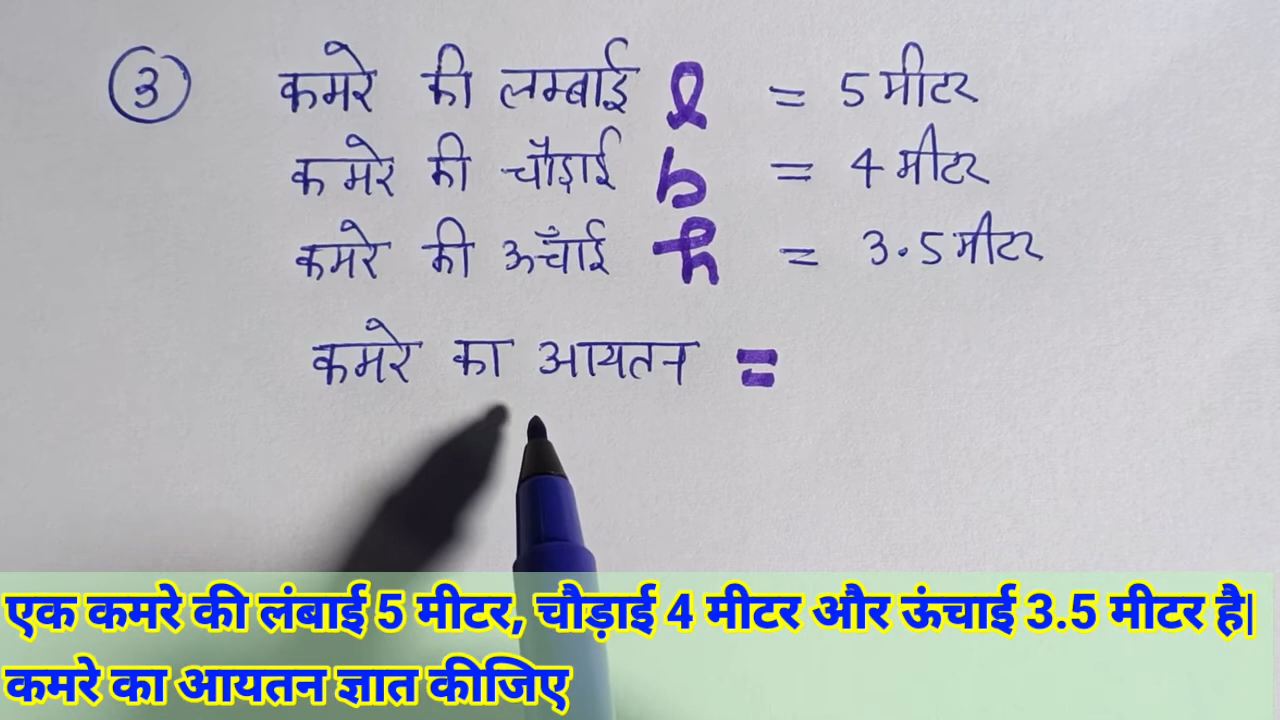 3 कमरे की लम्बाई l = 5 मीटर
कमरे की चौड़ाई b = 4 मीटर
कमरे की ऊँचाई h = 3.5 मीटर
कमरे का आयतन =
एक कमरे की लंबाई 5 मीटर, चौड़ाई 4 मीटर और ऊंचाई 3.5 मीटर है|
कमरे का आयतन ज्ञात कीजिए